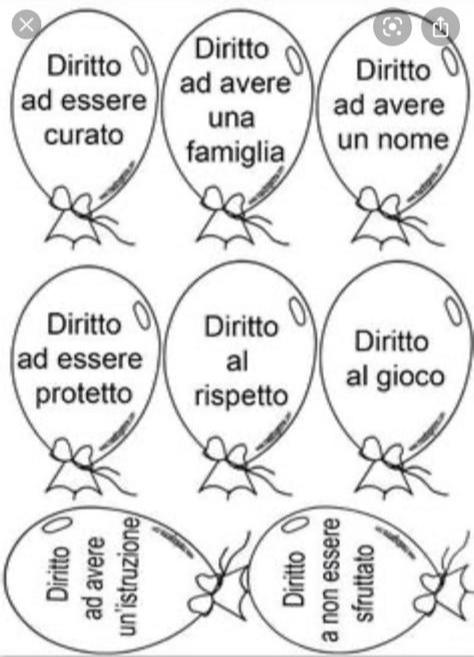 Diritto
ad essere
curato
Diritto
ad avere
una
famiglia
Diritto
ad avere
un nome
Diritto
ad essere
protetto
Diritto
al
rispetto
Diritto
al gioco
Diritto
ad avere
un'istruzione
Diritto
a non essere
sfruttato